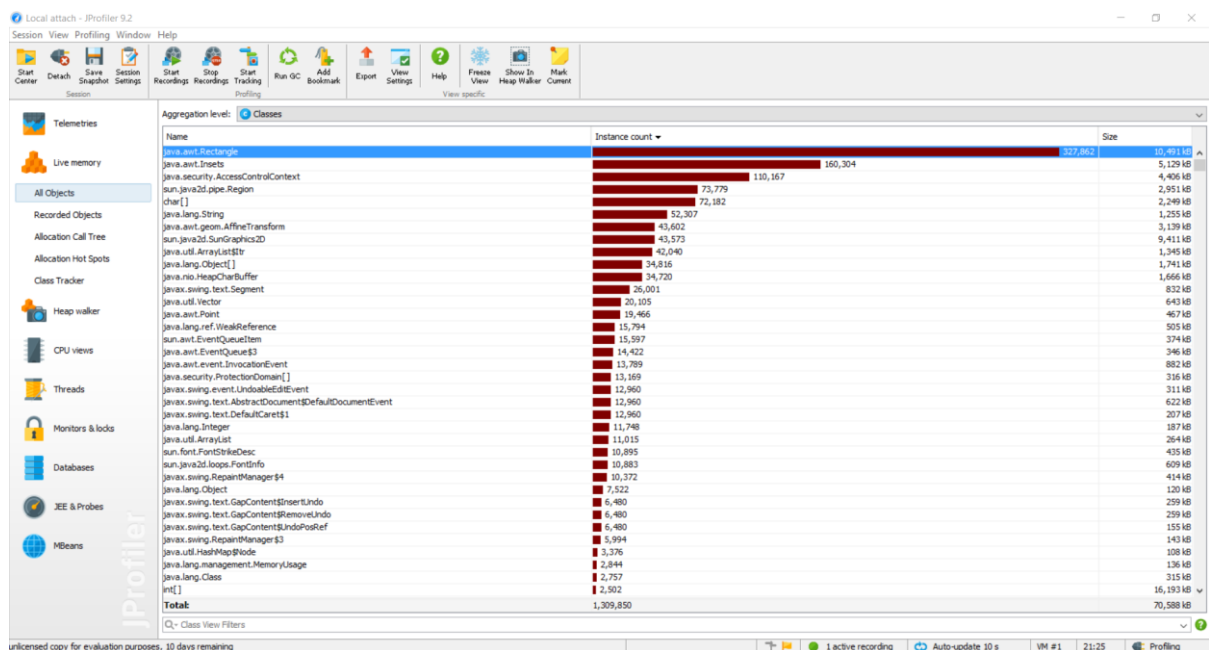 Local attach - JProfiler 9.2
Session View Profiling Window Help
Start Center
Detach
Save Snapshot
Session Settings
Start Recordings
Stop Recordings
Start Tracking
Run GC
Add Bookmark
Export
View Settings
Help
Freeze View
Show In Heap Walker
Mark Current
Session
Profiling
View specific
Telemetries
Live memory
All Objects
Recorded Objects
Allocation Call Tree
Allocation Hot Spots
Class Tracker
Heap walker
CPU views
Threads
Monitors & locks
Databases
JEE & Probes
MBeans
JProfiler
Aggregation level: Classes
Name Instance count Size
java.awt.Rectangle 327,862 10,491 kB
java.awt.Insets 160,304 5,129 kB
java.security.AccessControlContext 110,167 4,406 kB
sun.java2d.pipe.Region 73,779 2,951 kB
char[] 72,182 2,249 kB
java.lang.String 52,307 1,255 kB
java.awt.geom.AffineTransform 43,602 3,139 kB
sun.java2d.SunGraphics2D 43,573 9,411 kB
java.util.ArrayList$Itr 42,040 1,345 kB
java.lang.Object[] 34,816 1,741 kB
java.nio.HeapCharBuffer 34,720 1,666 kB
javax.swing.text.Segment 26,001 832 kB
java.util.Vector 20,105 643 kB
java.awt.Point 19,466 467 kB
java.lang.ref.WeakReference 15,794 505 kB
sun.awt.EventQueueItem 15,597 374 kB
java.awt.EventQueue$3 14,422 346 kB
java.awt.event.InvocationEvent 13,789 882 kB
java.security.ProtectionDomain[] 13,169 316 kB
javax.swing.event.UndoableEditEvent 12,960 311 kB
javax.swing.text.AbstractDocument$DefaultDocumentEvent 12,960 622 kB
javax.swing.text.DefaultCaret$1 12,960 207 kB
java.lang.Integer 11,748 187 kB
java.util.ArrayList 11,015 264 kB
sun.font.FontStrikeDesc 10,895 435 kB
sun.java2d.loops.FontInfo 10,883 609 kB
javax.swing.RepaintManager$4 10,372 414 kB
java.lang.Object 7,522 120 kB
javax.swing.text.GapContent$InsertUndo 6,480 259 kB
javax.swing.text.GapContent$RemoveUndo 6,480 259 kB
javax.swing.text.GapContent$UndoPosRef 6,480 155 kB
javax.swing.RepaintManager$3 5,994 143 kB
java.util.HashMap$Node 3,376 108 kB
java.lang.management.MemoryUsage 2,844 136 kB
java.lang.Class 2,757 315 kB
int[] 2,502 16,193 kB
Total: 1,309,850 70,588 kB
Class View Filters
unlicensed copy for evaluation purposes, 10 days remaining
1 active recording
Auto-update 10 s
VM #1
21:25
Profiling